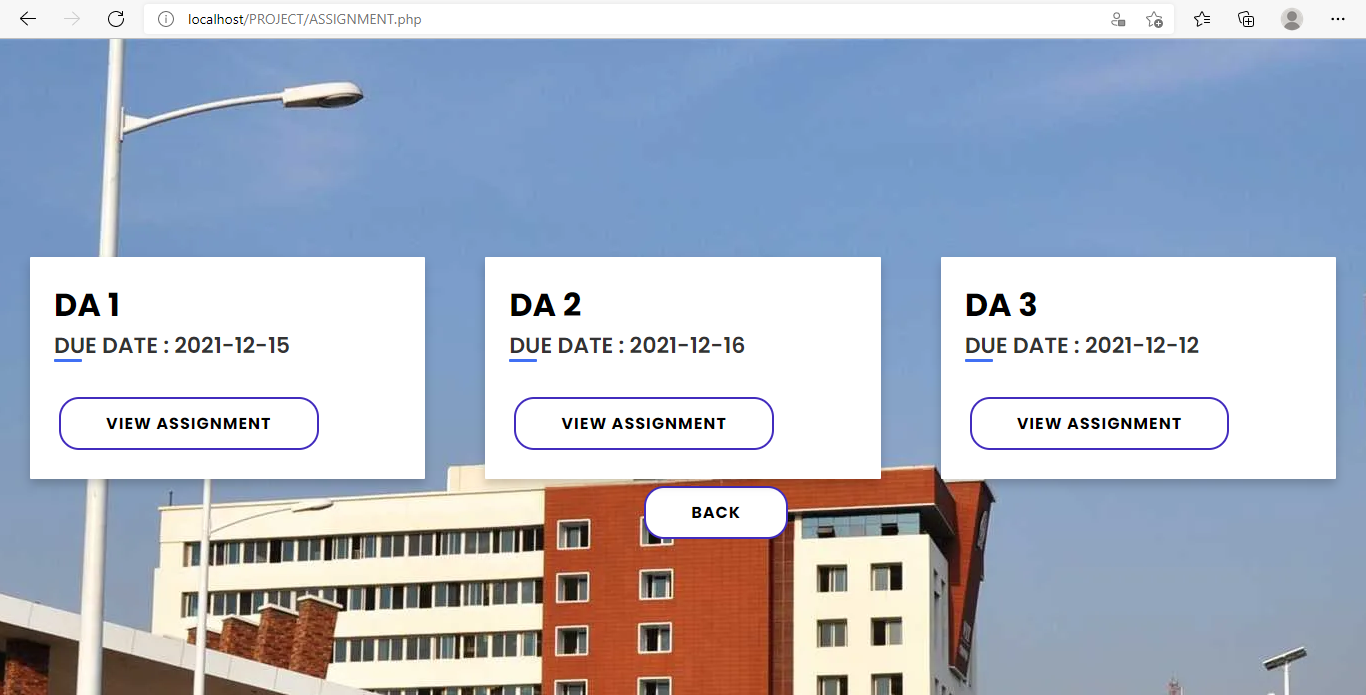 localhost/PROJECT/ASSIGNMENT.php
DA 1
DUE DATE : 2021-12-15
VIEW ASSIGNMENT
DA 2
DUE DATE : 2021-12-16
VIEW ASSIGNMENT
DA 3
DUE DATE : 2021-12-12
VIEW ASSIGNMENT
BACK